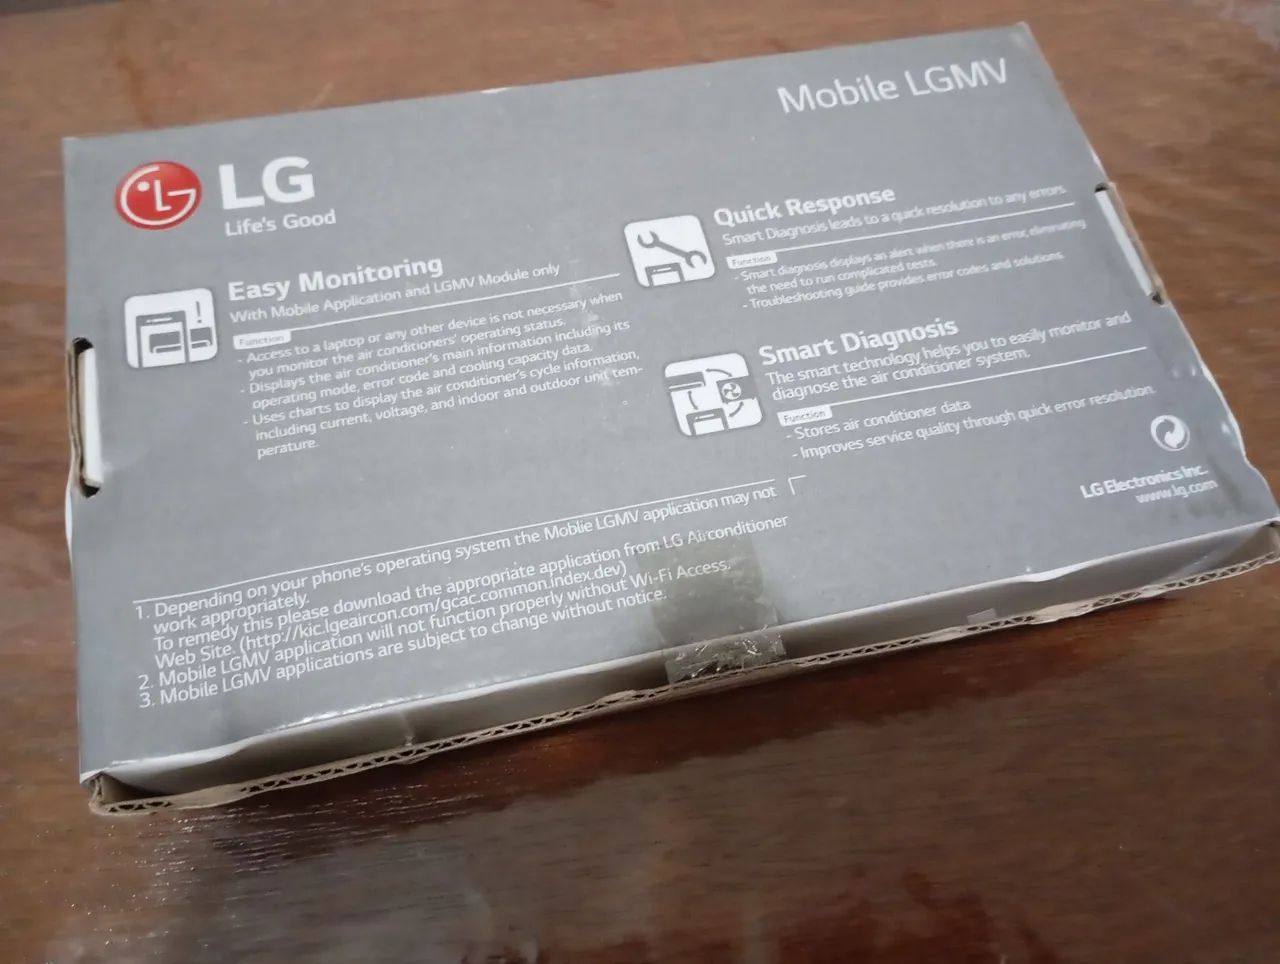 Mobile LGMV
LG
Life's Good
Easy Monitoring
With Mobile Application and LGMV Module only
Function
- Access to a laptop or any other device is not necessary when
you monitor the air conditioners' operating status.
- Displays the air conditioner's main information including its
operating mode, error code and cooling capacity data.
- Uses charts to display the air conditioner's cycle information,
including current, voltage, and indoor and outdoor unit tem-
perature.
Quick Response
Smart Diagnosis leads to a quick resolution to any errors.
Function
- Smart diagnosis displays an alert when there is an error, eliminating
the need to run complicated tests.
- Troubleshooting guide provides error codes and solutions.
Smart Diagnosis
The smart technology helps you to easily monitor and
diagnose the air conditioner system.
Function
- Stores air conditioner data
- Improves service quality through quick error resolution.
LG Electronics Inc.
www.lg.com
1. Depending on your phone's operating system the Moblie LGMV application may not
work appropriately.
To remedy this please download the appropriate application from LG Airconditioner
Web Site. (http://kic.lgeaircon.com/gcac.common.index.dev)
2. Mobile LGMV application will not function properly without Wi-Fi Access.
3. Mobile LGMV applications are subject to change without notice.